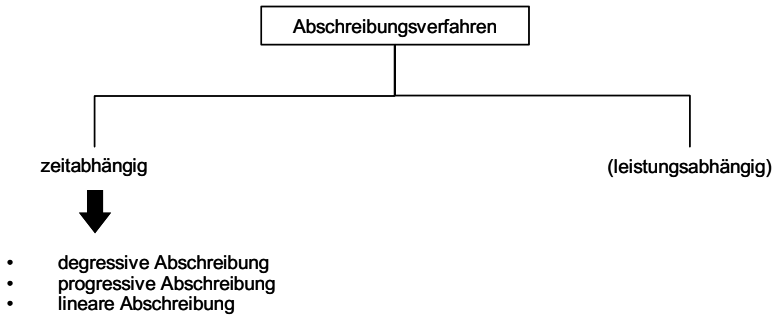 Abschreibungsverfahren
zeitabhängig
(leistungsabhängig)
• degressive Abschreibung
• progressive Abschreibung
• lineare Abschreibung